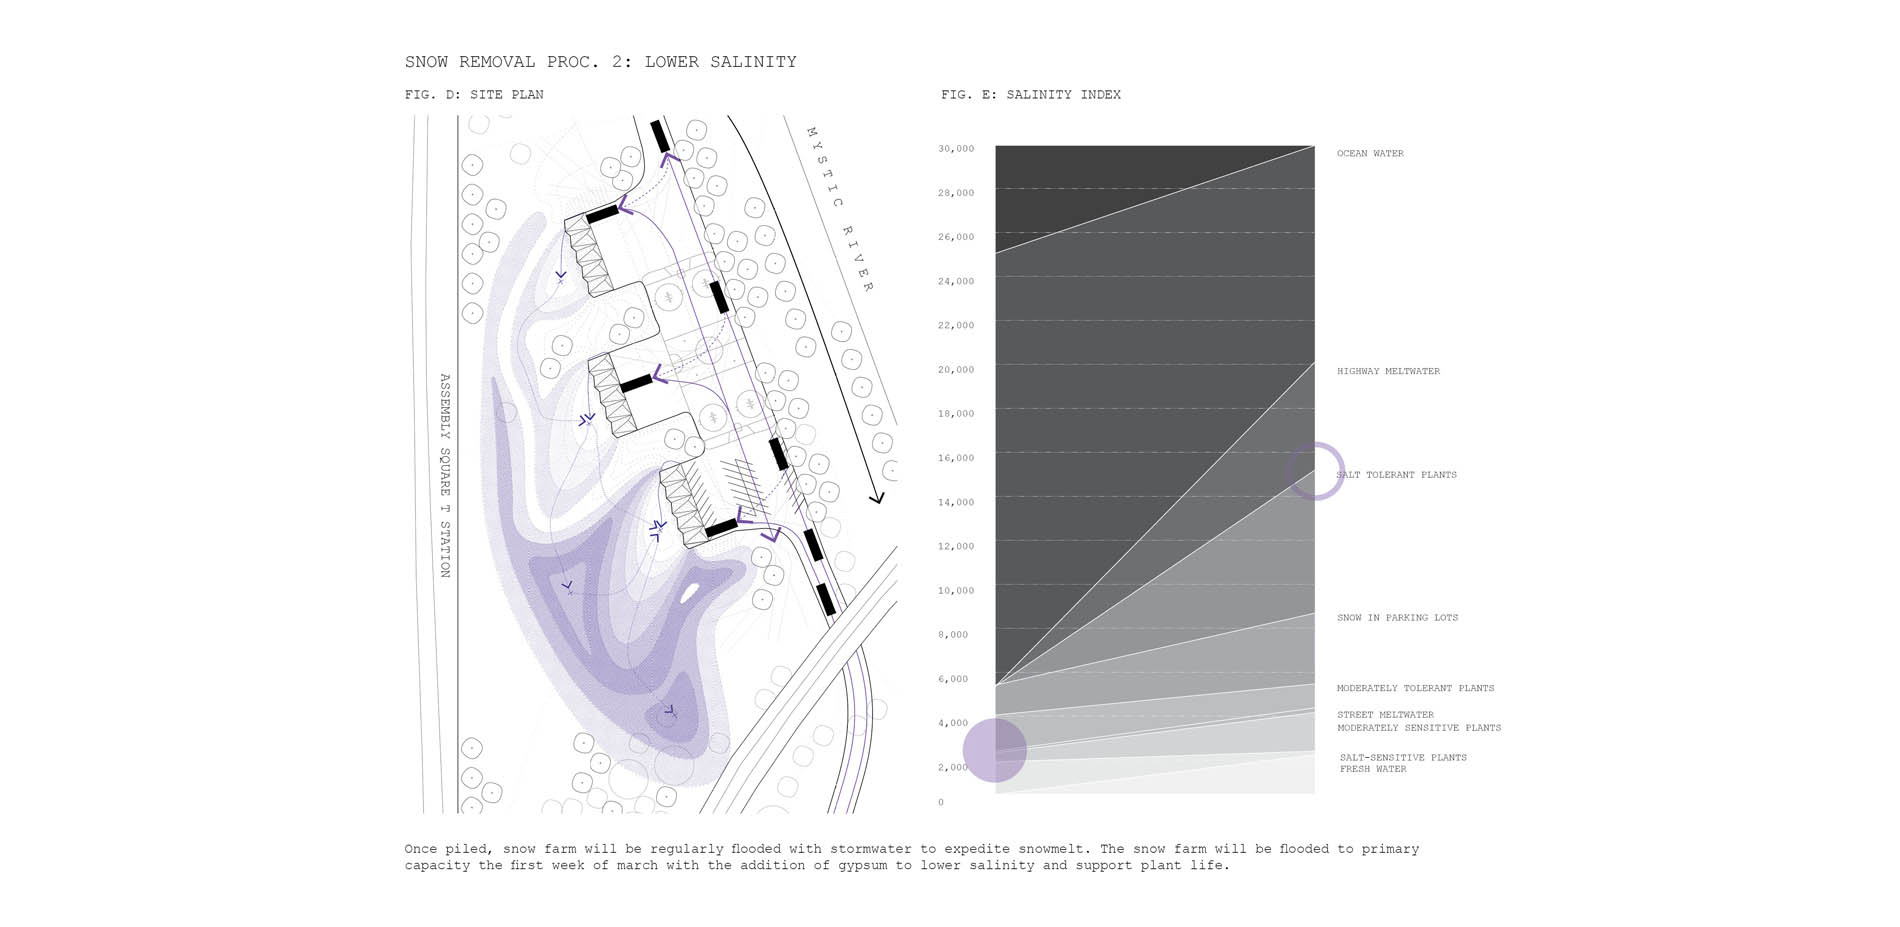 SNOW REMOVAL PROC. 2: LOWER SALINITY
FIG. D: SITE PLAN
MYSTIC RIVER
ASSEMBLY SQUARE T STATION
FIG. E: SALINITY INDEX
30,000
28,000
26,000
24,000
22,000
20,000
18,000
16,000
14,000
12,000
10,000
8,000
6,000
4,000
2,000
0
OCEAN WATER
HIGHWAY MELTWATER
SALT TOLERANT PLANTS
SNOW IN PARKING LOTS
MODERATELY TOLERANT PLANTS
STREET MELTWATER
MODERATELY SENSITIVE PLANTS
SALT-SENSITIVE PLANTS
FRESH WATER
Once piled, snow farm will be regularly flooded with stormwater to expedite snowmelt. The snow farm will be flooded to primary
capacity the first week of march with the addition of gypsum to lower salinity and support plant life.